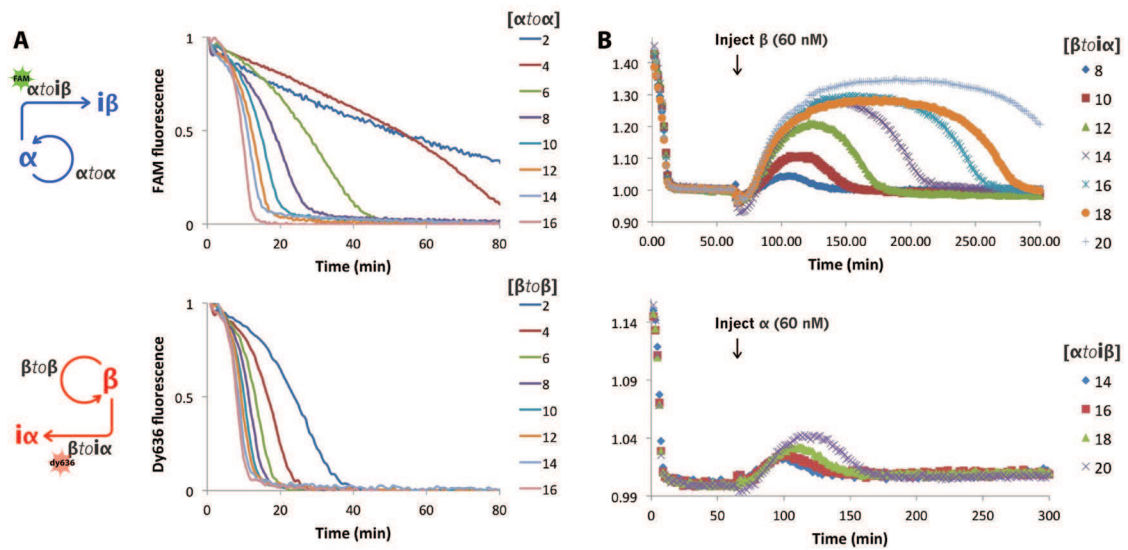 A
FAM
αtoiβ
iβ
α
αtoα
FAM fluorescence
1
0.5
0
0
20
40
60
80
Time (min)
[αtoα]
2
4
6
8
10
12
14
16
βtoβ
β
iα
βtoiα
dy636
Dy636 fluorescence
1
0.5
0
0
20
40
60
80
Time (min)
[βtoβ]
2
4
6
8
10
12
14
16
B
Inject β (60 nM)
1.40
1.30
1.20
1.10
1.00
0.90
0.00
50.00
100.00
150.00
200.00
250.00
300.00
Time (min)
[βtoiα]
8
10
12
14
16
18
20
Inject α (60 nM)
1.14
1.09
1.04
0.99
0
50
100
150
200
250
300
Time (min)
[αtoiβ]
14
16
18
20